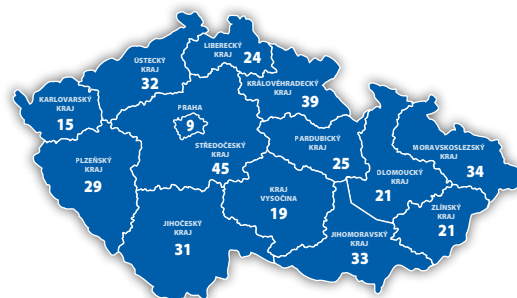 LIBERECKÝ
KRAJ
24
ÚSTECKÝ
KRAJ
32
KRÁLOVÉHRADECKÝ
KRAJ
39
KARLOVARSKÝ
KRAJ
15
PRAHA
9
STŘEDOČESKÝ
KRAJ
45
PARDUBICKÝ
KRAJ
25
MORAVSKOSLEZSKÝ
KRAJ
34
PLZEŇSKÝ
KRAJ
29
OLOMOUCKÝ
KRAJ
21
KRAJ
VYSOČINA
19
ZLÍNSKÝ
KRAJ
21
JIHOČESKÝ
KRAJ
31
JIHOMORAVSKÝ
KRAJ
33